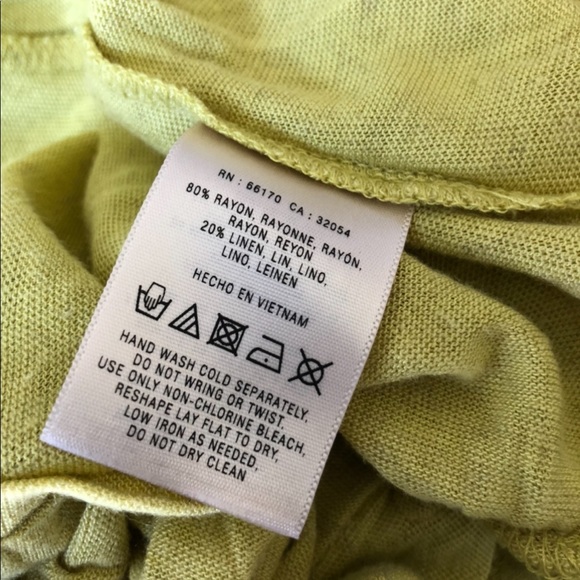 RN : 66170 CA : 32054
80% RAYON, RAYONNE, RAYÓN,
RAYON, REYON
20% LINEN, LIN, LINO,
LINO, LEINEN
HECHO EN VIETNAM
HAND WASH COLD SEPARATELY.
DO NOT WRING OR TWIST.
USE ONLY NON-CHLORINE BLEACH,
RESHAPE LAY FLAT TO DRY,
LOW IRON AS NEEDED,
DO NOT DRY CLEAN